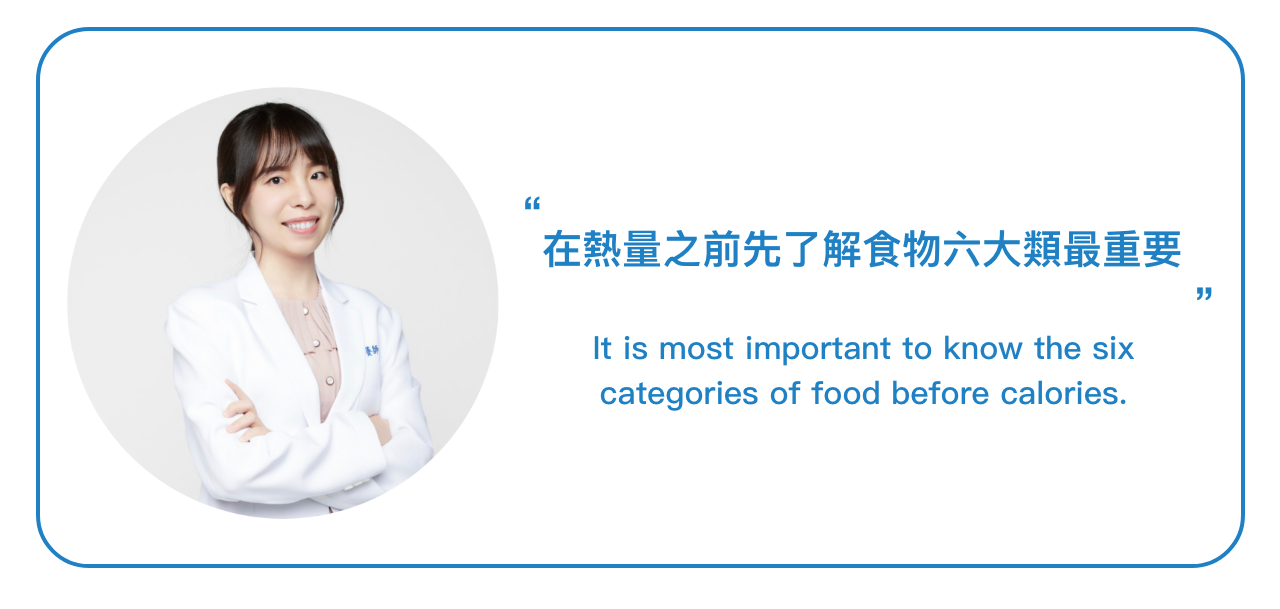 “
在熱量之前先了解食物六大類最重要
”
It is most important to know the six
categories of food before calories.